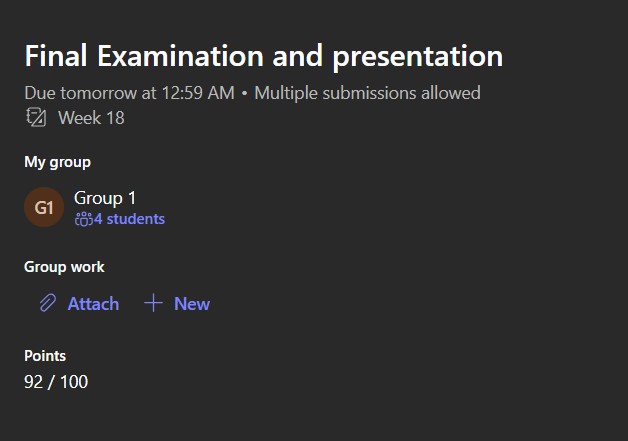 Final Examination and presentation
Due tomorrow at 12:59 AM • Multiple submissions allowed
Week 18
My group
G1
Group 1
4 students
Group work
Attach
New
Points
92 / 100